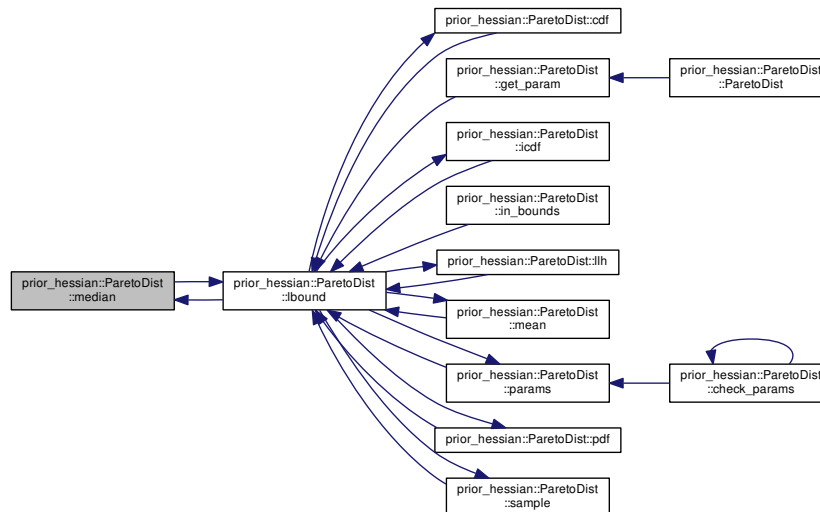 prior_hessian::ParetoDist
::median
prior_hessian::ParetoDist
::lbound
prior_hessian::ParetoDist::cdf
prior_hessian::ParetoDist
::get_param
prior_hessian::ParetoDist
::icdf
prior_hessian::ParetoDist
::in_bounds
prior_hessian::ParetoDist::llh
prior_hessian::ParetoDist
::mean
prior_hessian::ParetoDist
::params
prior_hessian::ParetoDist::pdf
prior_hessian::ParetoDist
::sample
prior_hessian::ParetoDist
::ParetoDist
prior_hessian::ParetoDist
::check_params